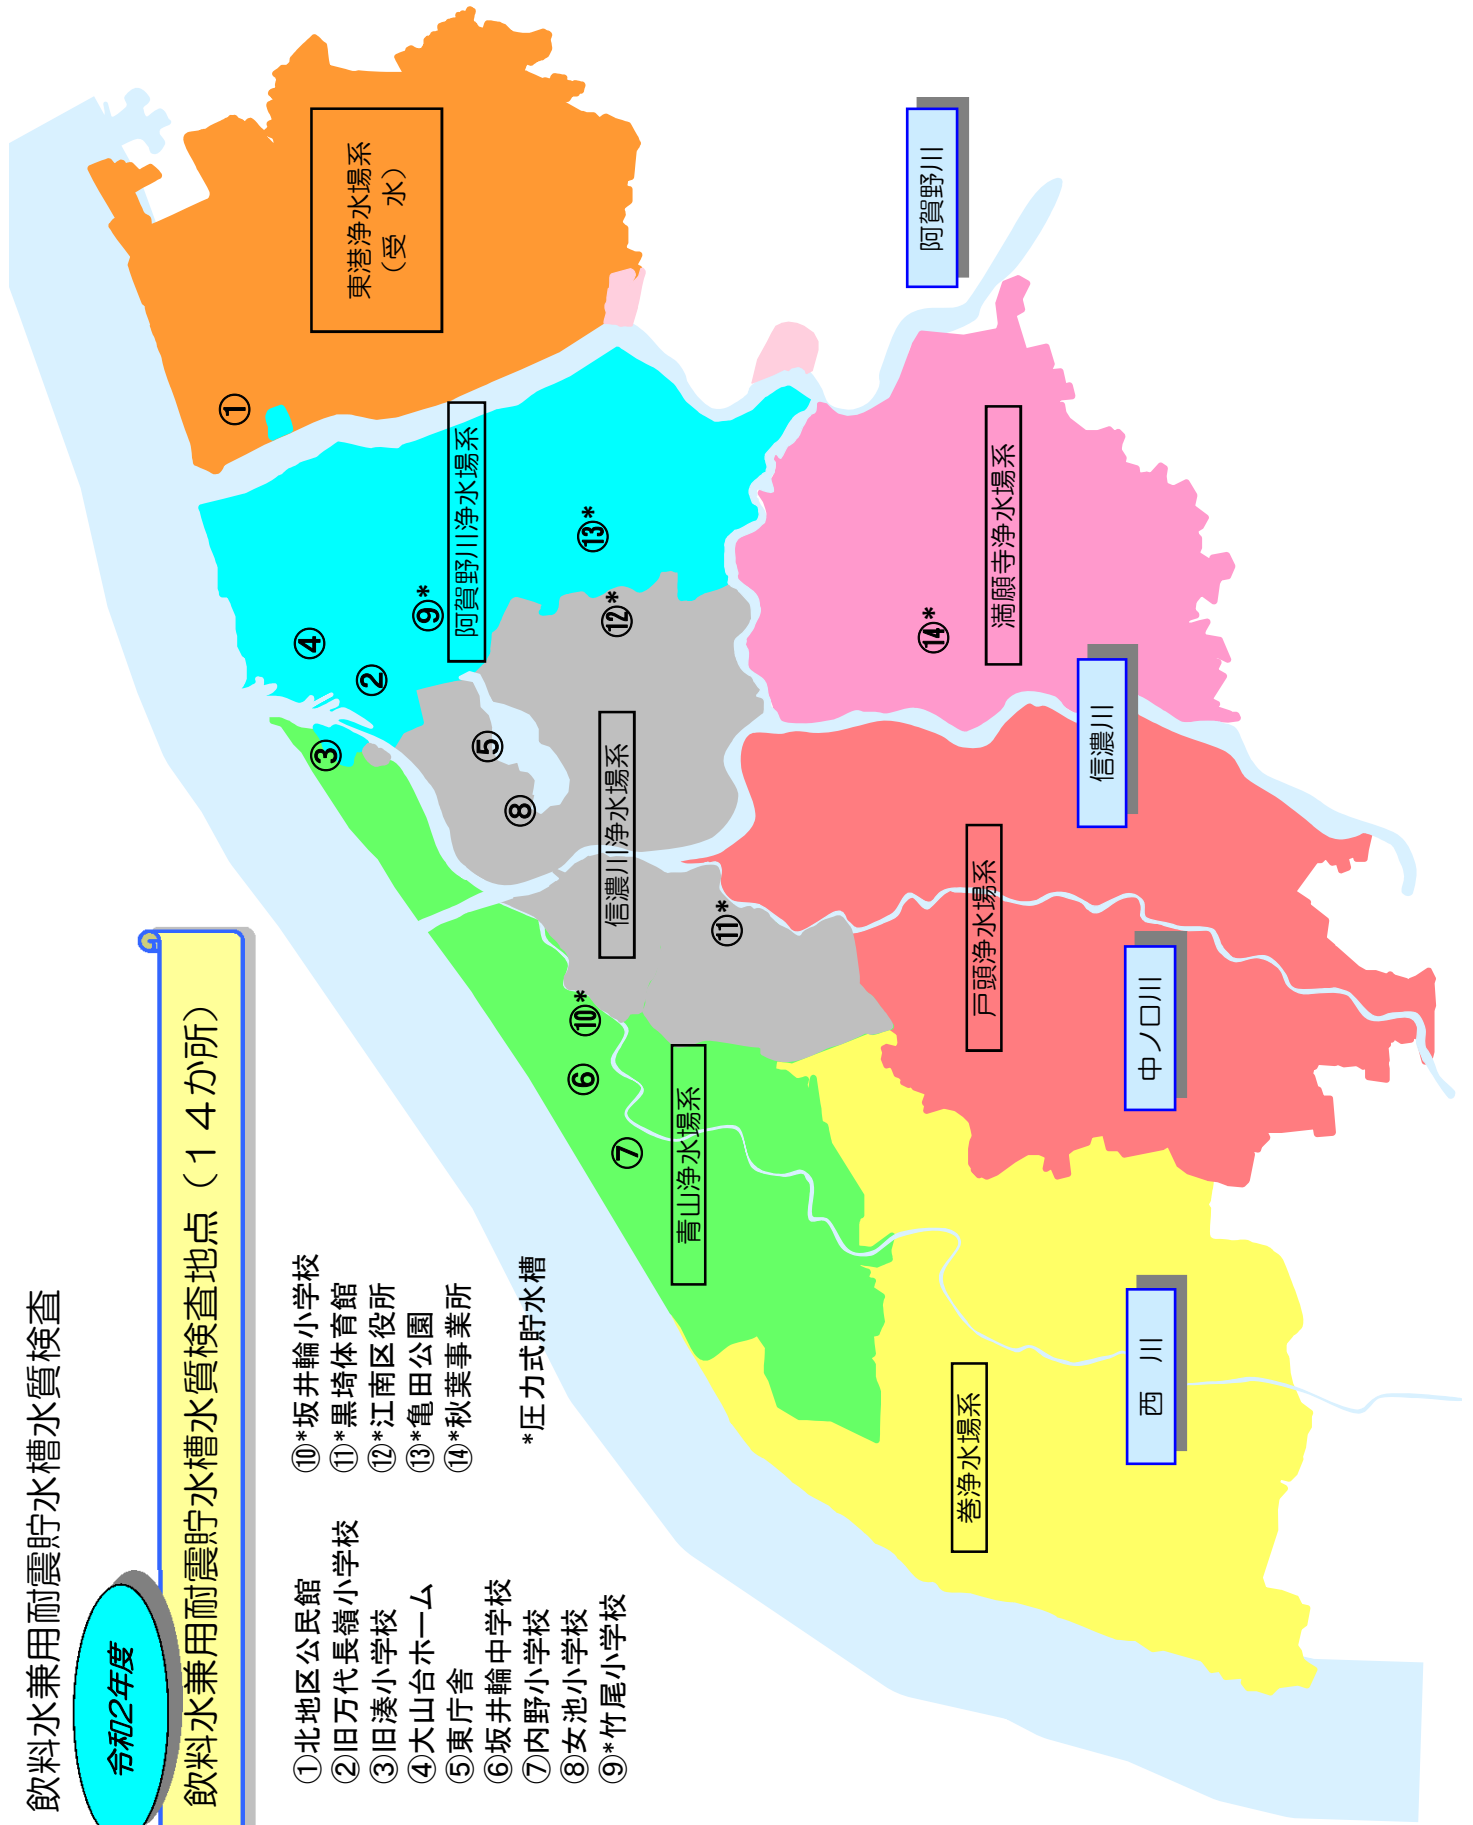 飲料水兼用耐震貯水槽水質検査
令和2年度
飲料水兼用耐震貯水槽水質検査地点（１４か所）
①北地区公民館
②旧万代長嶺小学校
③旧湊小学校
④大山台ホーム
⑤東庁舎
⑥坂井輪中学校
⑦内野小学校
⑧女池小学校
⑨*竹尾小学校
⑩*坂井輪小学校
⑪*黒埼体育館
⑫*江南区役所
⑬*亀田公園
⑭*秋葉事業所
*圧力式貯水槽
東港浄水場系
（受　水）
阿賀野川浄水場系
信濃川浄水場系
青山浄水場系
満願寺浄水場系
戸頭浄水場系
巻浄水場系
阿賀野川
信濃川
中ノ口川
西　川
①
②
③
④
⑤
⑥
⑦
⑧
⑨*
⑩*
⑪*
⑫*
⑬*
⑭*